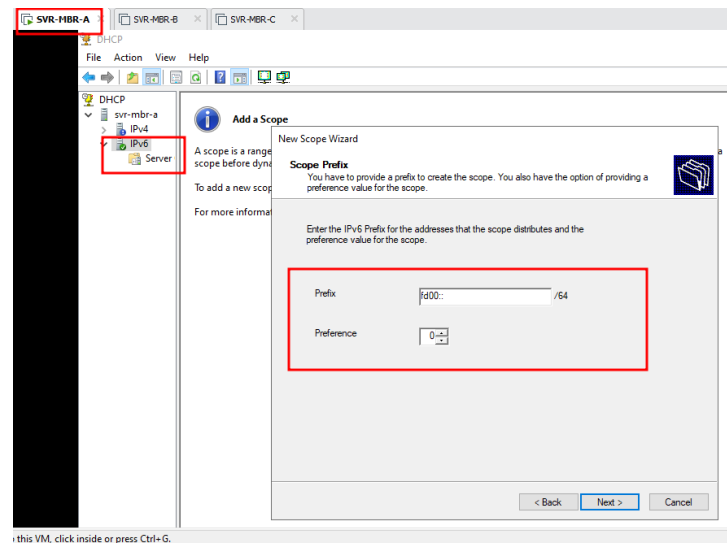 SVR-MBR-A
SVR-MBR-B
SVR-MBR-C
DHCP
File Action View Help
DHCP
svr-mbr-a
IPv4
IPv6
Server
Add a Scope
A scope is a range
scope before dyna
To add a new scop
For more informat
a
New Scope Wizard
Scope Prefix
You have to provide a prefix to create the scope. You also have the option of providing a
preference value for the scope.
Enter the IPv6 Prefix for the addresses that the scope distributes and the
preference value for the scope.
Prefix fd00:: /64
Preference 0
< Back Next > Cancel
this VM, click inside or press Ctrl+G.